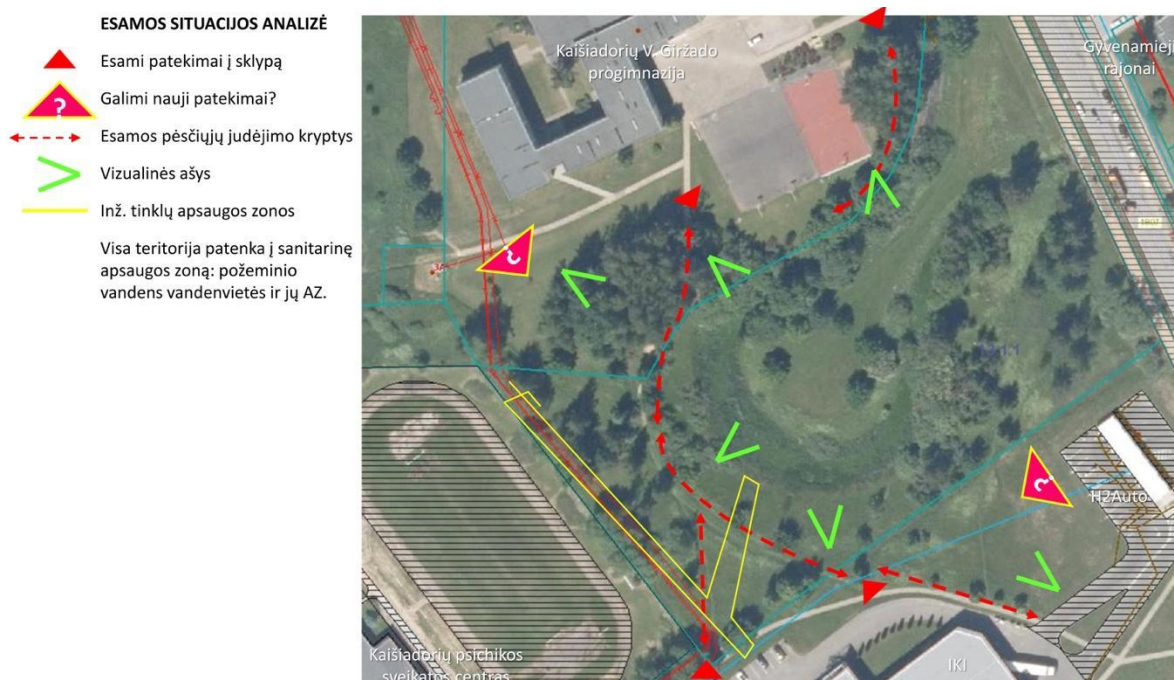 ESAMOS SITUACIJOS ANALIZĖ
Esami patekimai į sklypą
?
Galimi nauji patekimai?
Esamos pėsčiųjų judėjimo kryptys
Vizualinės ašys
Inž. tinklų apsaugos zonos
Visa teritorija patenka į sanitarinę
apsaugos zoną: požeminio
vandens vandenvietės ir jų AZ.
Kaišiadorių V. Giržado
progimnazija
Gyvenamieji
rajonai
?
?
H2Auto
Kaišiadorių psichikos
sveikatos centras
IKI